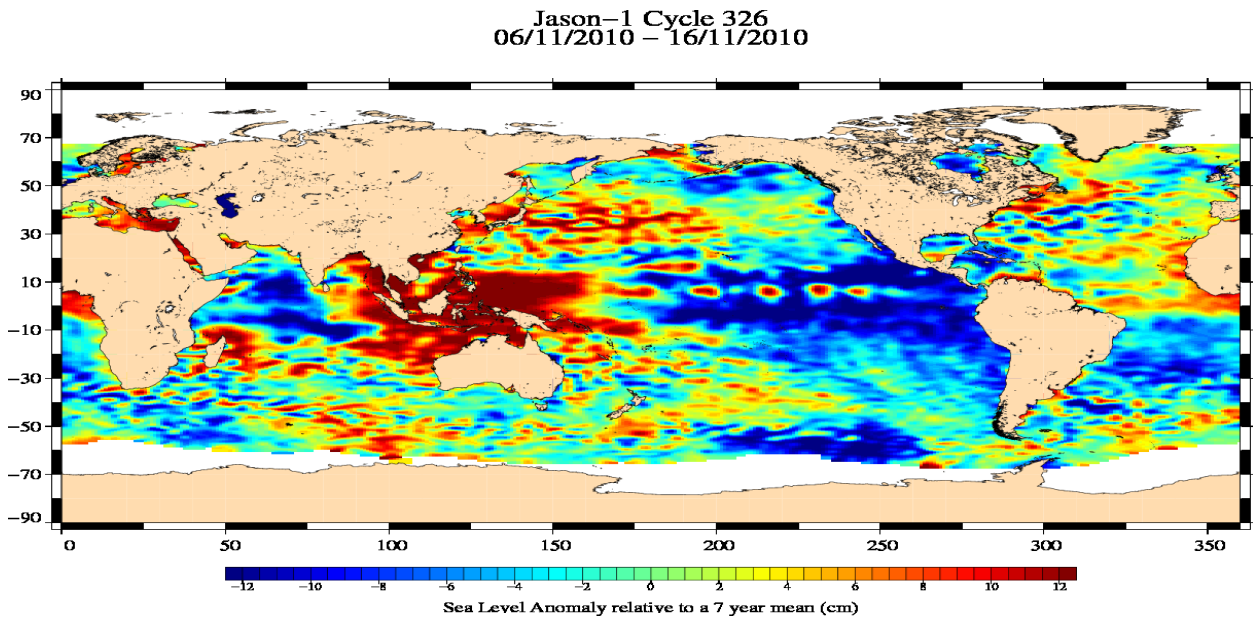 Jason−1 Cycle 326
06/11/2010 − 16/11/2010
90
70
50
30
10
−10
−30
−50
−70
−90
0 50 100 150 200 250 300 350
−12 −10 −8 −6 −4 −2 0 2 4 6 8 10 12
Sea Level Anomaly relative to a 7 year mean (cm)